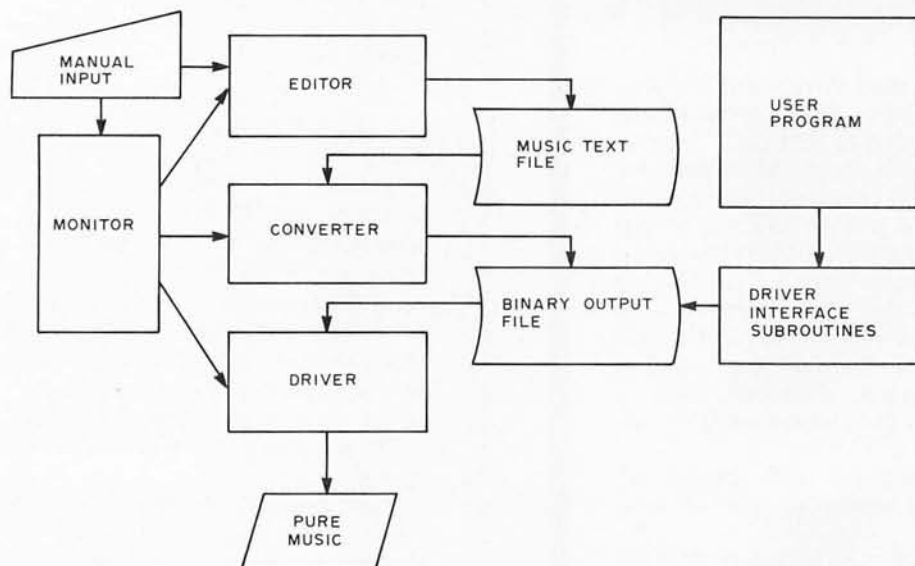 MANUAL
INPUT
EDITOR
USER
PROGRAM
MUSIC TEXT
FILE
MONITOR
CONVERTER
BINARY OUTPUT
FILE
DRIVER
INTERFACE
SUBROUTINES
DRIVER
PURE
MUSIC